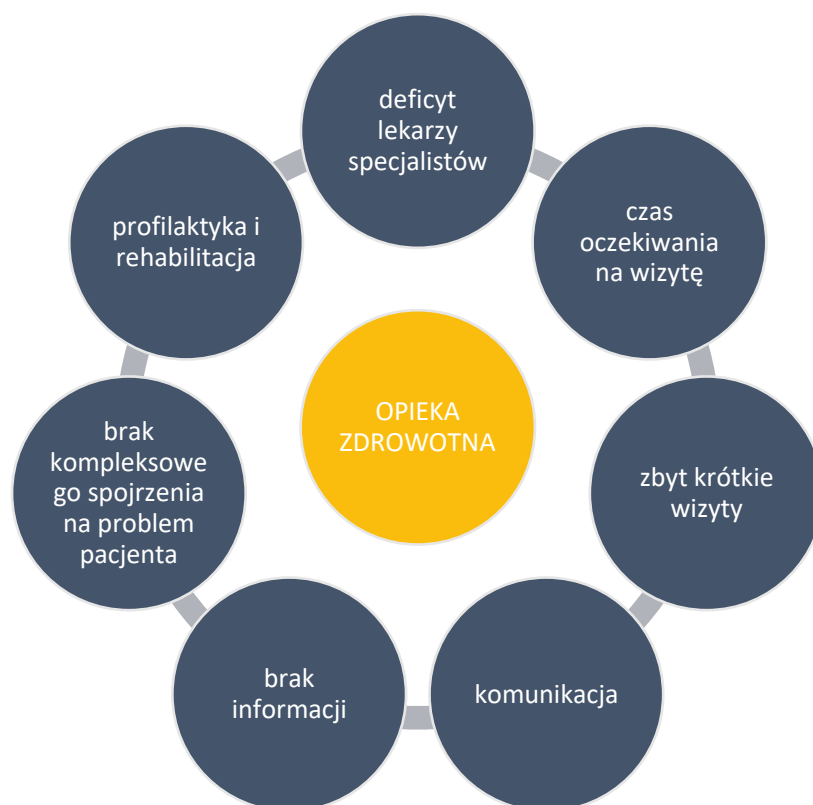 deficyt
lekarzy
specjalistów
czas
oczekiwania
na wizytę
zbyt krótkie
wizyty
komunikacja
brak
informacji
brak
kompleksowe
go spojrzenia
na problem
pacjenta
profilaktyka i
rehabilitacja
OPIEKA
ZDROWOTNA